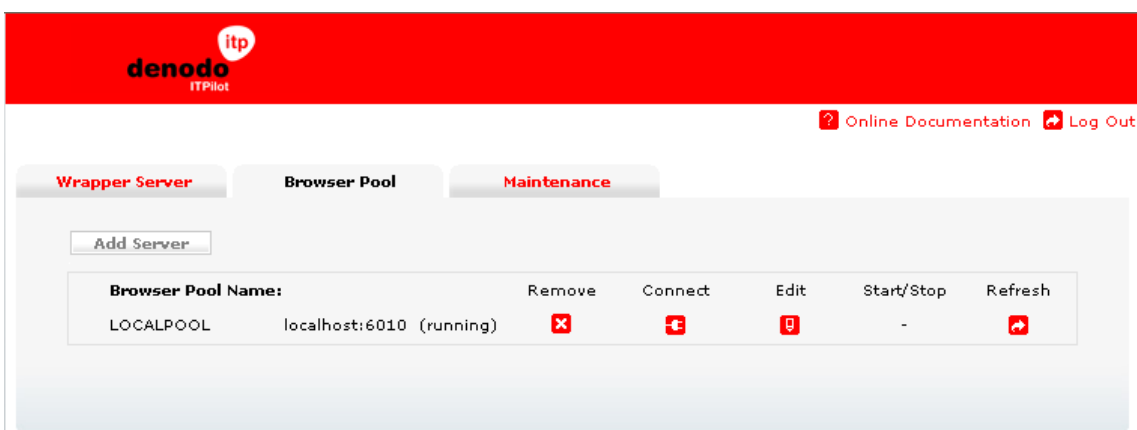 itp
denodo
ITPilot
? Online Documentation Log Out
Wrapper Server Browser Pool Maintenance
Add Server
Browser Pool Name: Remove Connect Edit Start/Stop Refresh
LOCALPOOL localhost:6010 (running) -